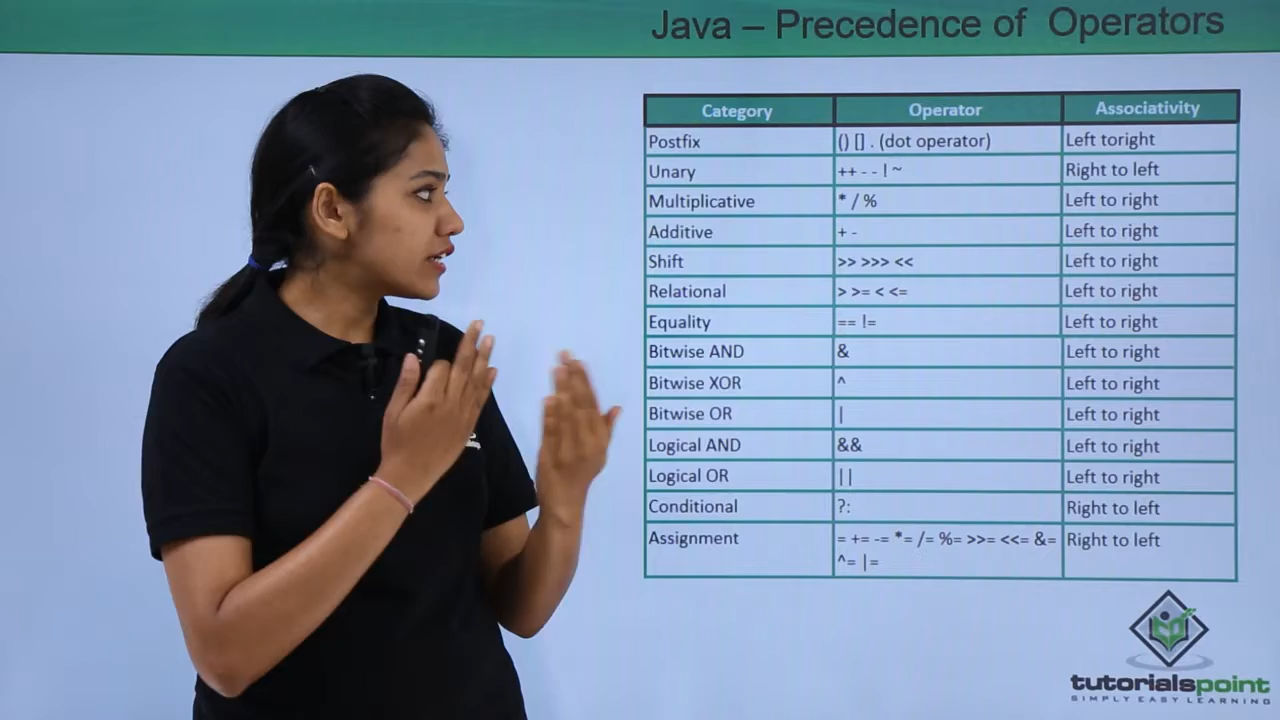 Java – Precedence of Operators
Category Operator Associativity
Postfix () [] . (dot operator) Left toright
Unary ++ - - ! ~ Right to left
Multiplicative * / % Left to right
Additive + - Left to right
Shift >> >>> << Left to right
Relational > >= < <= Left to right
Equality == != Left to right
Bitwise AND & Left to right
Bitwise XOR ^ Left to right
Bitwise OR | Left to right
Logical AND && Left to right
Logical OR || Left to right
Conditional ?: Right to left
Assignment = += -= *= /= %= >>= <<= &= Right to left
^= |=
tutorialspoint
SIMPLY EASY LEARNING